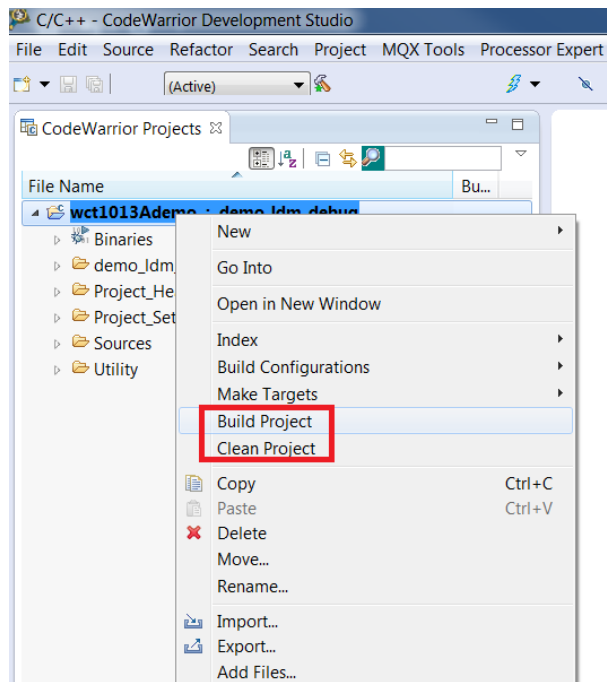 C/C++ - CodeWarrior Development Studio
File Edit Source Refactor Search Project MQX Tools Processor Expert
(Active)
CodeWarrior Projects
File Name Bu...
wct1013Ademo : demo_ldm_debug
Binaries
demo_ldm_
Project_He
Project_Set
Sources
Utility
New
Go Into
Open in New Window
Index
Build Configurations
Make Targets
Build Project
Clean Project
Copy Ctrl+C
Paste Ctrl+V
Delete
Move...
Rename...
Import...
Export...
Add Files...